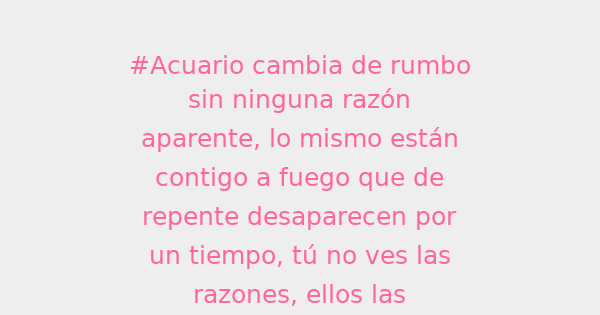 #Acuario cambia de rumbo
sin ninguna razón
aparente, lo mismo están
contigo a fuego que de
repente desaparecen por
un tiempo, tú no ves las
razones, ellos las